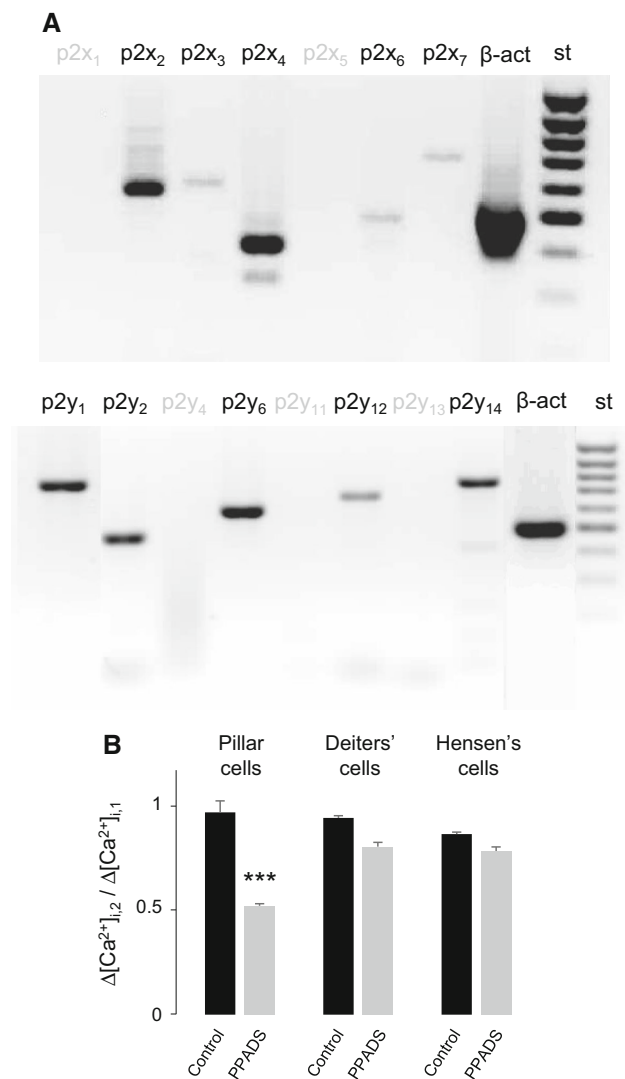 A
p2x₁ p2x₂ p2x₃ p2x₄ p2x₅ p2x₆ p2x₇ β-act st
p2y₁ p2y₂ p2y₄ p2y₆ p2y₁₁ p2y₁₂ p2y₁₃ p2y₁₄ β-act st
B
Pillar cells
Deiters' cells
Hensen's cells
Δ[Ca²⁺]i,2 / Δ[Ca²⁺]i,1
1
***
0.5
0
Control PPADS Control PPADS Control PPADS